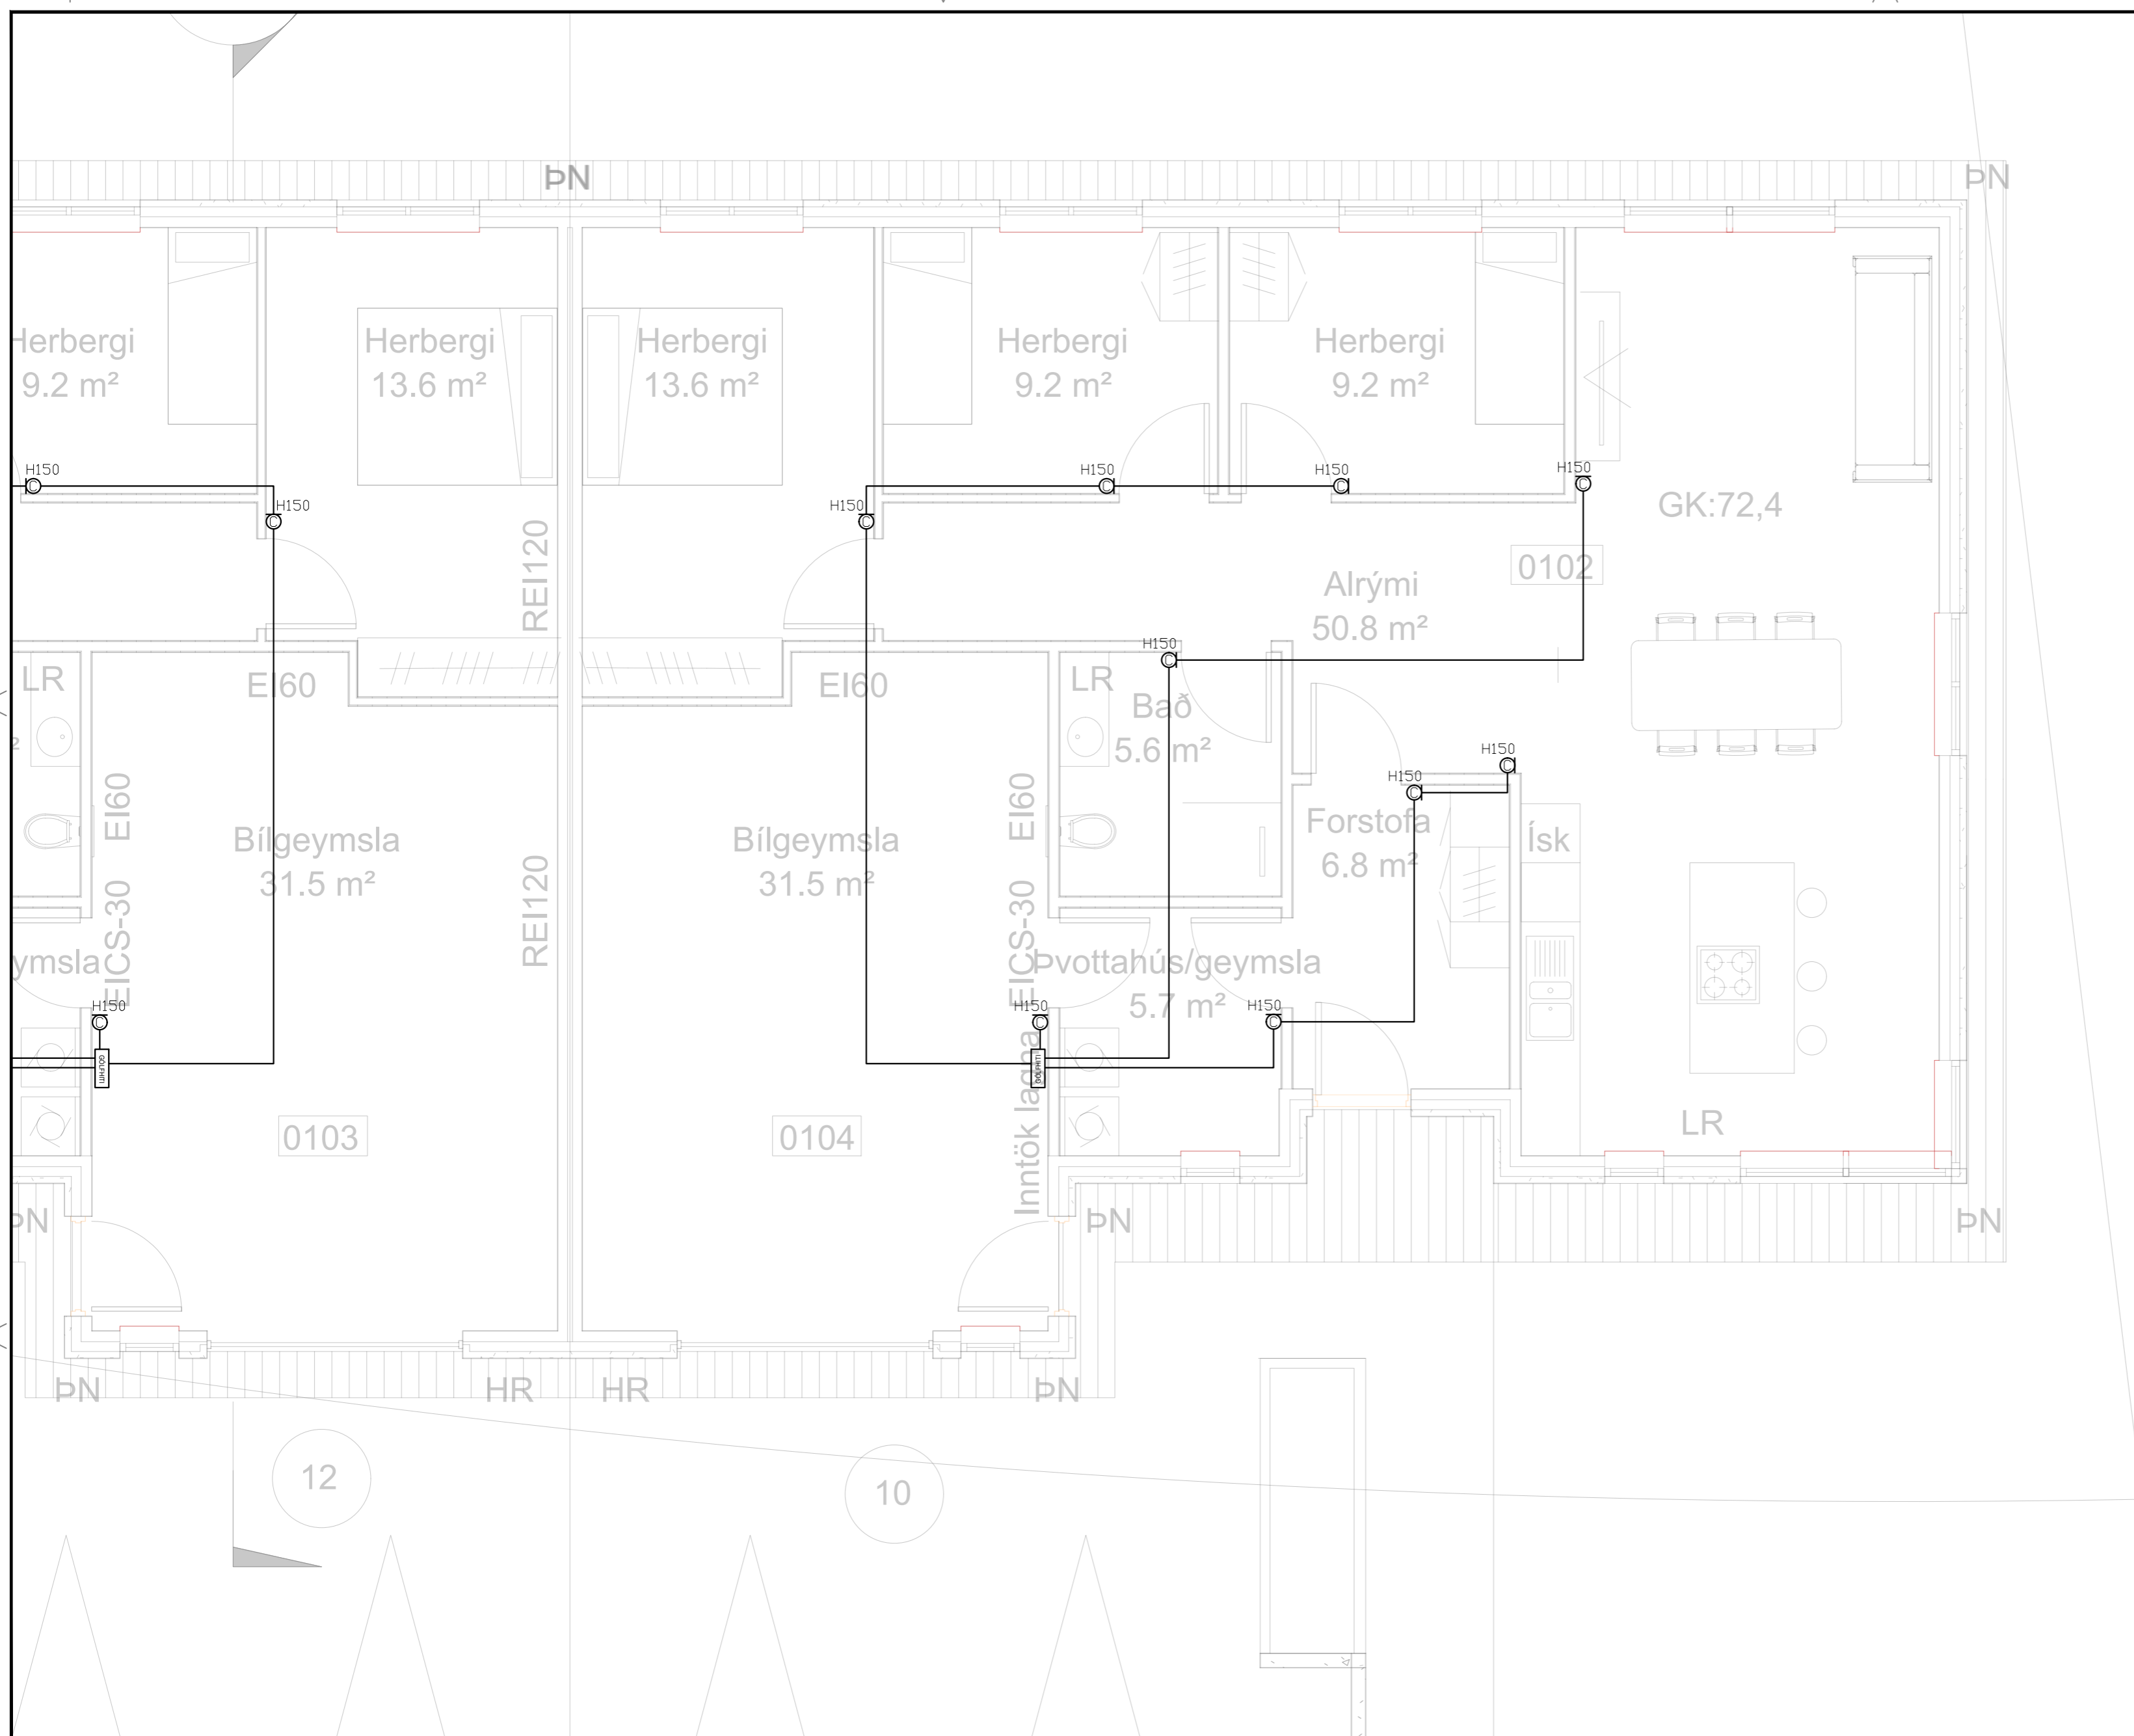 ÞN
ÞN
Herbergi
9.2 m²
Herbergi
13.6 m²
Herbergi
13.6 m²
Herbergi
9.2 m²
Herbergi
9.2 m²
H150
H150
H150
H150
H150
H150
GK:72,4
REI120
0102
Alrými
50.8 m²
H150
LR
EI60
EI60
LR
Bað
5.6 m²
H150
H150
EI60
EI60
Bílgeymsla
31.5 m²
Bílgeymsla
31.5 m²
Forstofa
6.8 m²
Ísk
EICS-30
REI120
EICS-30
ymsla
Þvottahús/geymsla
5.7 m²
H150
H150
H150
GÓLFHITI
GÓLFHITI
Inntök lagna
0103
0104
LR
ÞN
ÞN
ÞN
ÞN
HR
HR
ÞN
12
10